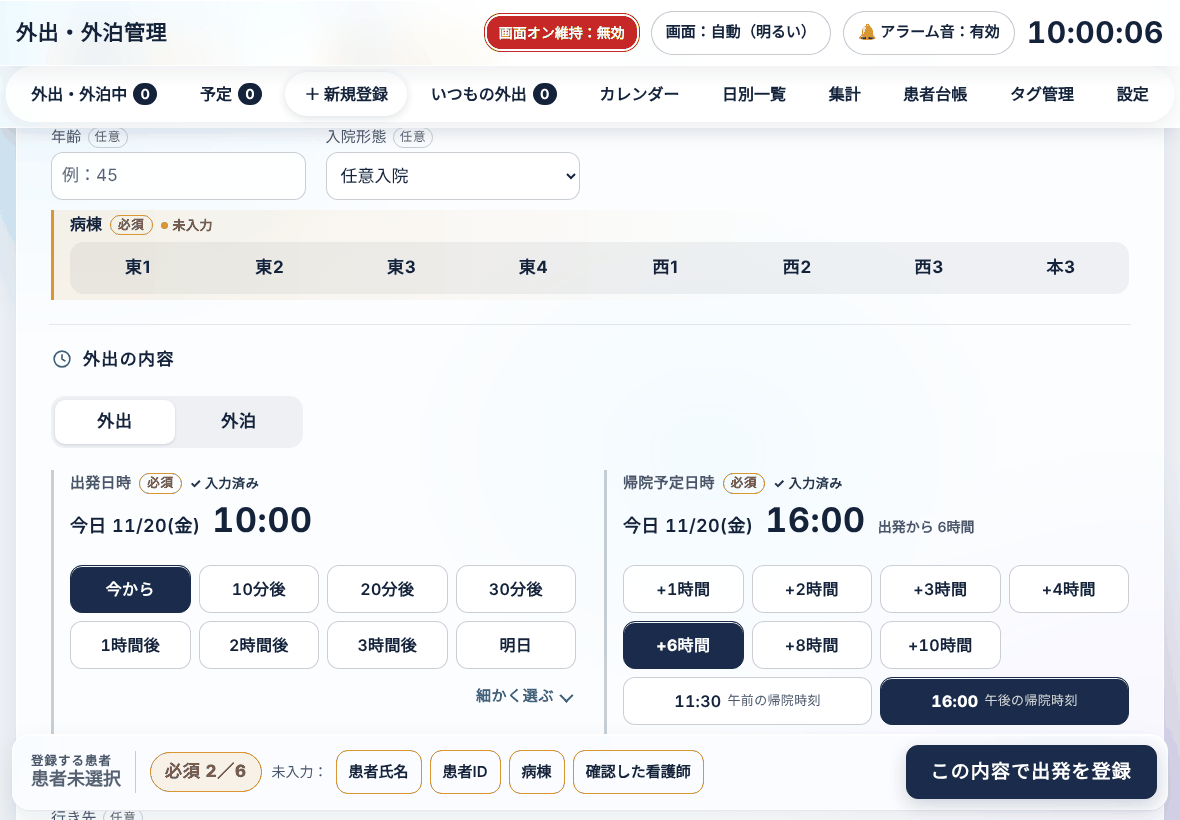 外出・外泊管理
画面オン維持：無効
画面：自動（明るい）
🔔 アラーム音：有効
10:00:06
外出・外泊中 0
予定 0
＋新規登録
いつもの外出 0
カレンダー
日別一覧
集計
患者台帳
タグ管理
設定
年齢 任意
入院形態 任意
例：45
任意入院
病棟 必須 未入力
東1 東2 東3 東4 西1 西2 西3 本3
外出の内容
外出 外泊
出発日時 必須 ✓ 入力済み
今日 11/20(金) 10:00
今から 10分後 20分後 30分後
1時間後 2時間後 3時間後 明日
細かく選ぶ
帰院予定日時 必須 ✓ 入力済み
今日 11/20(金) 16:00 出発から 6時間
+1時間 +2時間 +3時間 +4時間
+6時間 +8時間 +10時間
11:30 午前の帰院時刻
16:00 午後の帰院時刻
登録する患者
患者未選択
必須 2／6
未入力：
患者氏名
患者ID
病棟
確認した看護師
この内容で出発を登録
行き先 任意